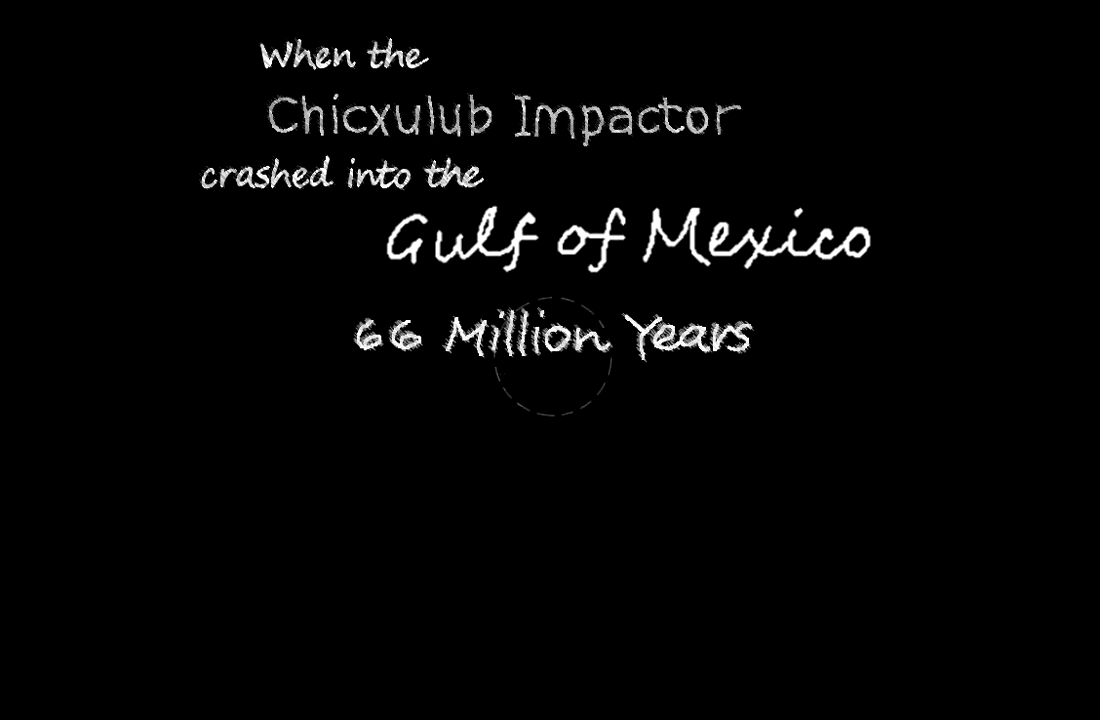 When the
Chicxulub Impactor
crashed into the
Gulf of Mexico
66 Million Years